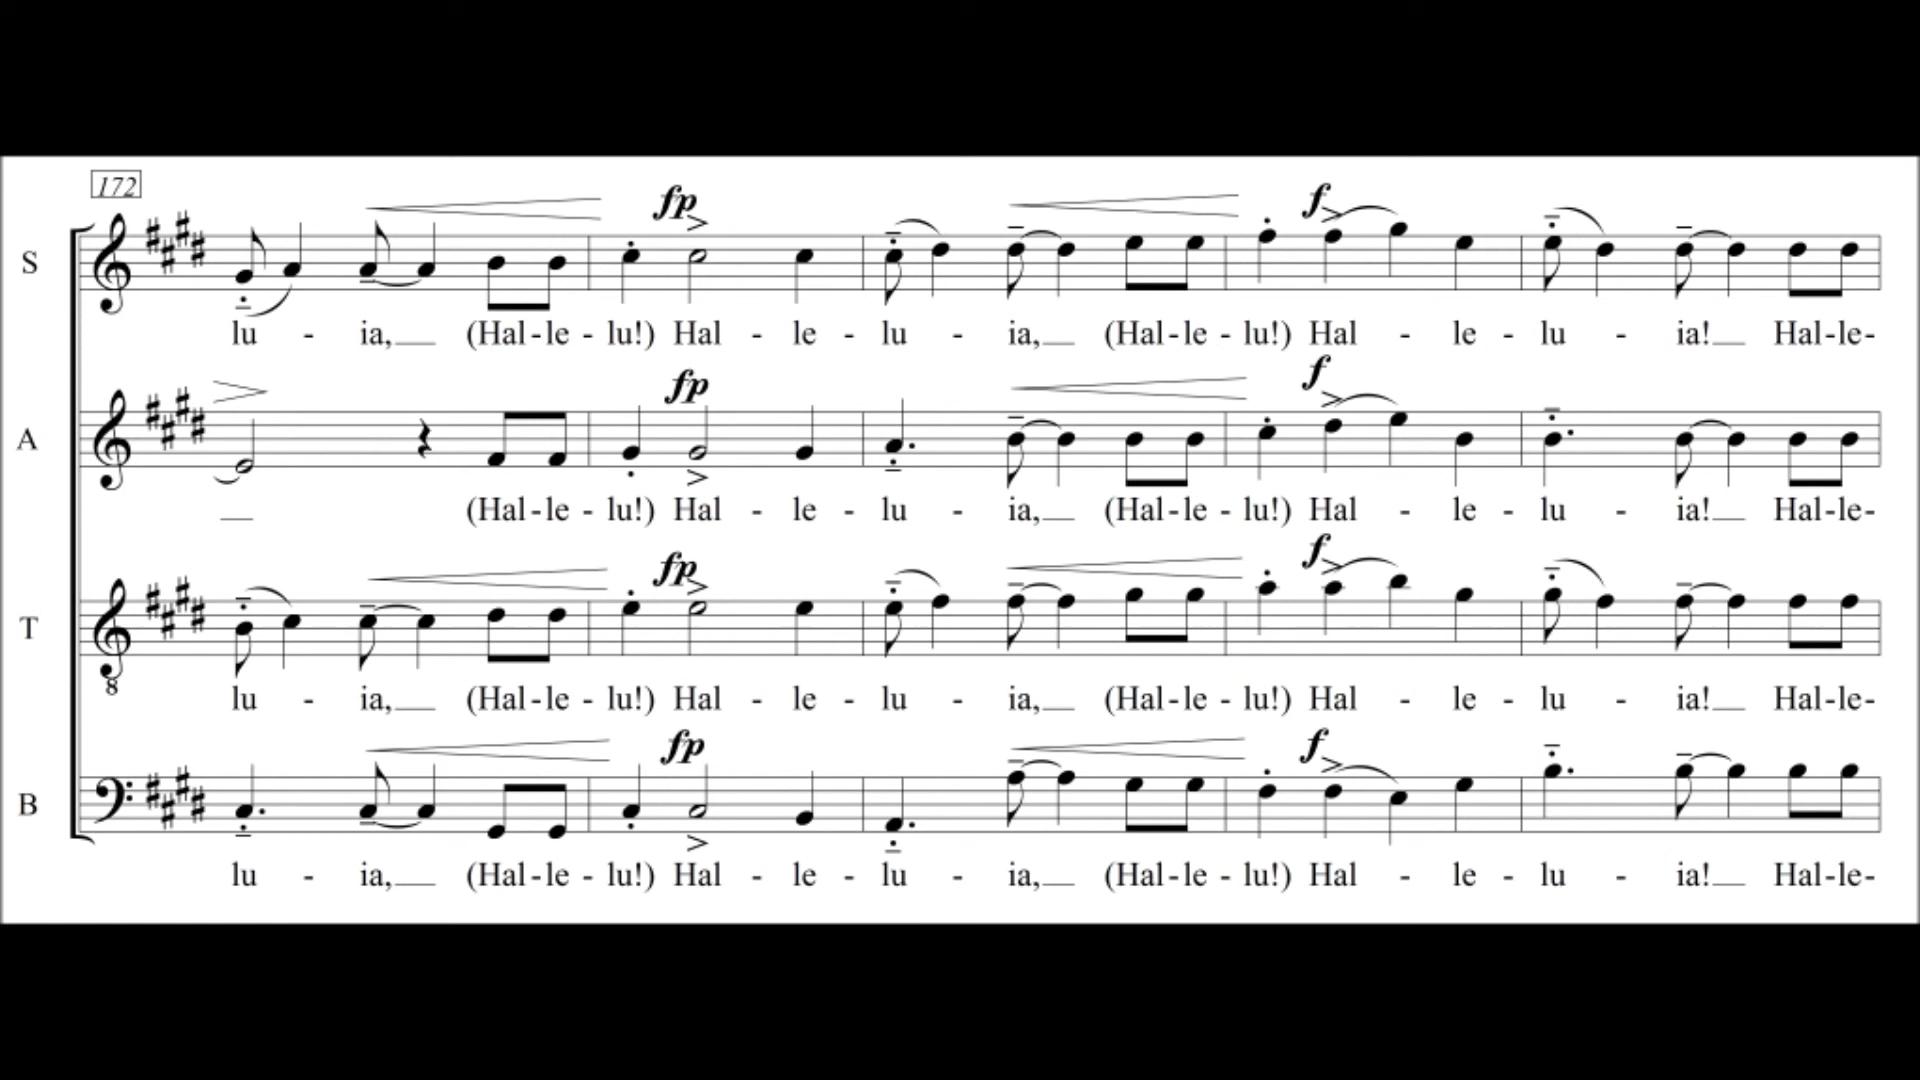 172
fp f
S
lu - ia, (Hal - le - lu!) Hal - le - lu - ia, (Hal - le - lu!) Hal - le - lu - ia! Hal-le-
fp f
A
(Hal - le - lu!) Hal - le - lu - ia, (Hal - le - lu!) Hal - le - lu - ia! Hal-le-
fp f
T
8
lu - ia, (Hal - le - lu!) Hal - le - lu - ia, (Hal - le - lu!) Hal - le - lu - ia! Hal-le-
fp f
B
lu - ia, (Hal - le - lu!) Hal - le - lu - ia, (Hal - le - lu!) Hal - le - lu - ia! Hal-le-